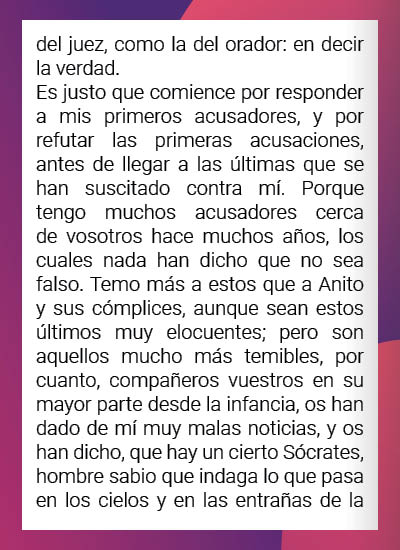 del juez, como la del orador: en decir
la verdad.
Es justo que comience por responder
a mis primeros acusadores, y por
refutar las primeras acusaciones,
antes de llegar a las últimas que se
han suscitado contra mí. Porque
tengo muchos acusadores cerca
de vosotros hace muchos años, los
cuales nada han dicho que no sea
falso. Temo más a estos que a Anito
y sus cómplices, aunque sean estos
últimos muy elocuentes; pero son
aquellos mucho más temibles, por
cuanto, compañeros vuestros en su
mayor parte desde la infancia, os han
dado de mí muy malas noticias, y os
han dicho, que hay un cierto Sócrates,
hombre sabio que indaga lo que pasa
en los cielos y en las entrañas de la